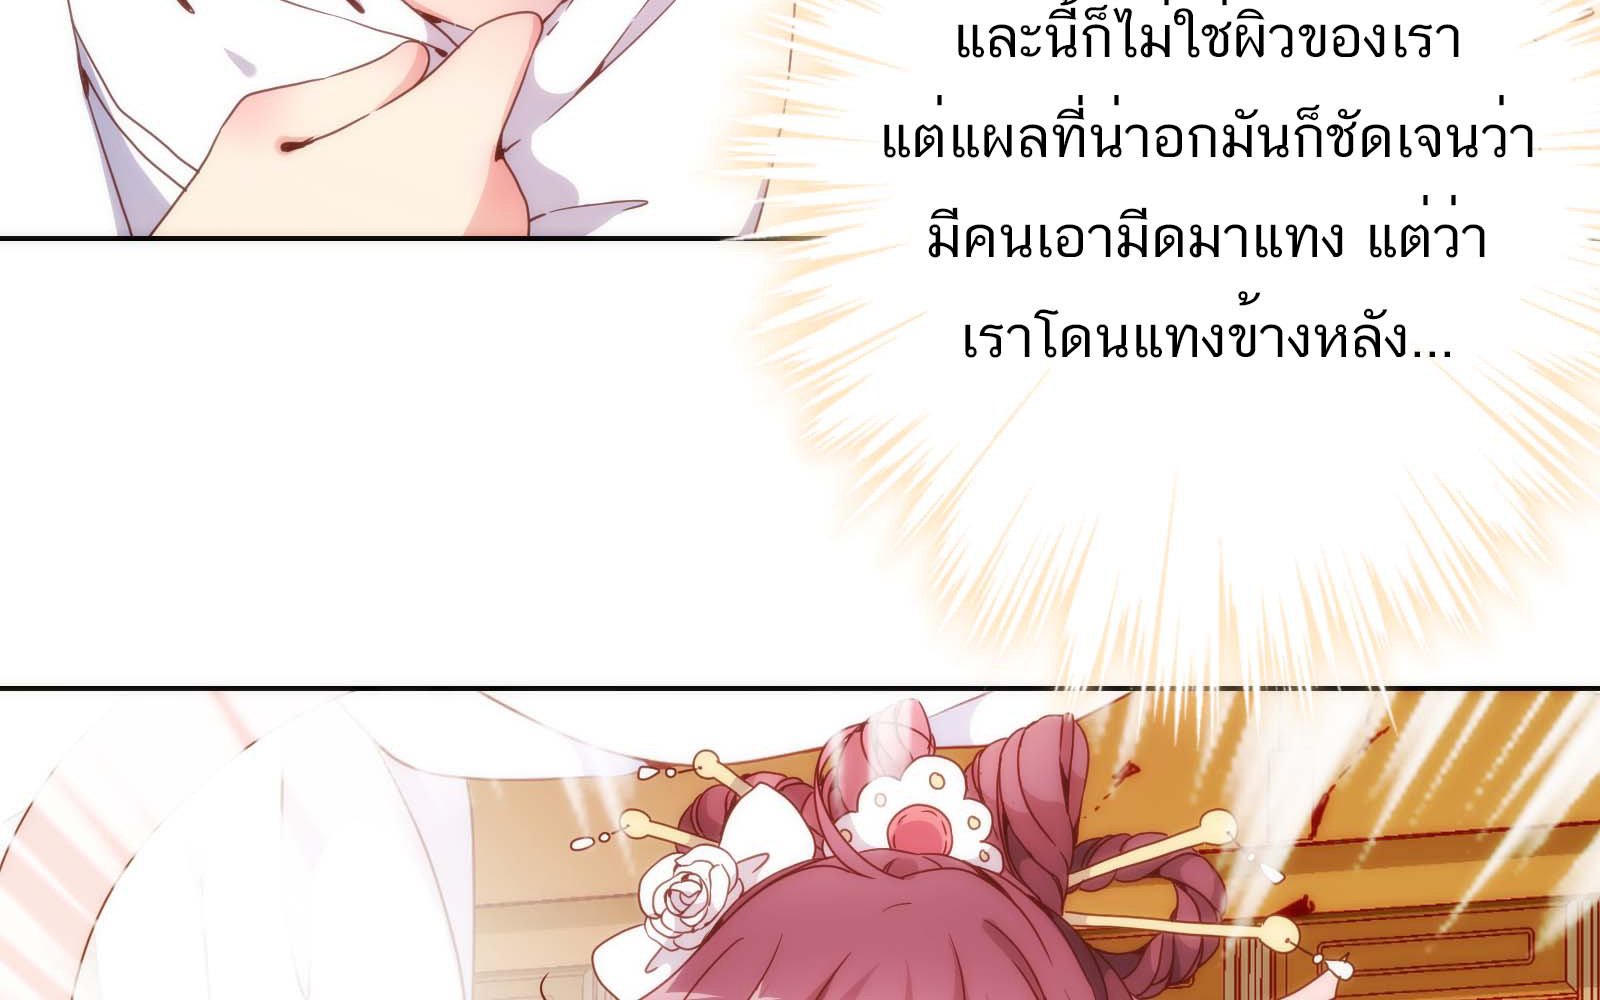 และนี้ก็ไม่ใช่ผิวของเรา
แต่แผลที่น่าอกมันก็ชัดเจนว่า
มีคนเอามีดมาแทง แต่ว่า
เราโดนแทงข้างหลัง...